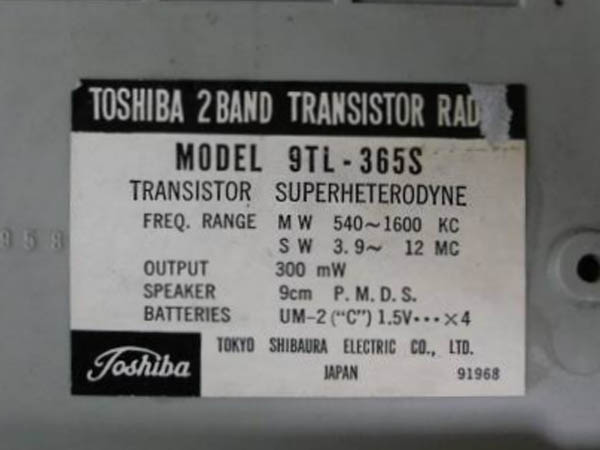 TOSHIBA 2 BAND TRANSISTOR RAD
MODEL 9TL-365S
TRANSISTOR SUPERHETERODYNE
FREQ. RANGE MW 540~1600 KC
SW 3.9~ 12 MC
OUTPUT 300 mW
SPEAKER 9cm P.M.D.S.
BATTERIES UM-2 ("C") 1.5V···×4
TOKYO SHIBAURA ELECTRIC CO., LTD.
Toshiba JAPAN 91968